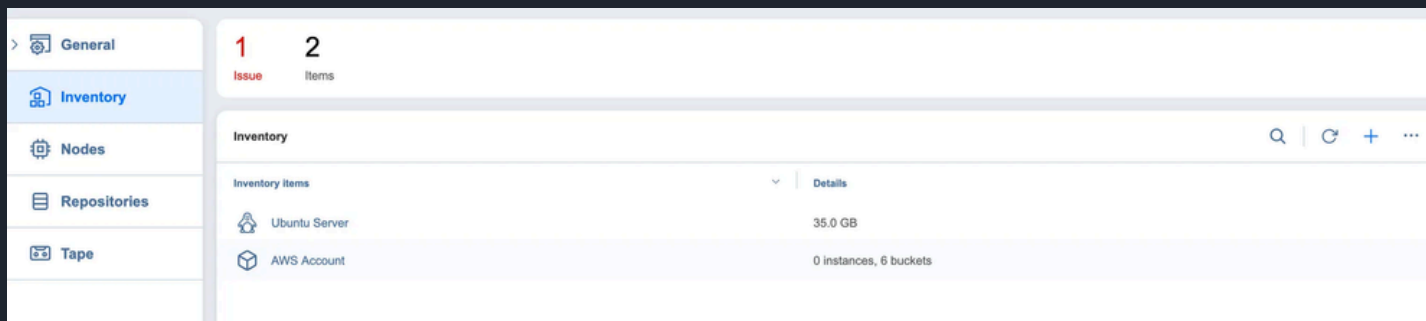 General
Inventory
Nodes
Repositories
Tape
1 2
Issue Items
Inventory
Inventory items Details
Ubuntu Server 35.0 GB
AWS Account 0 instances, 6 buckets